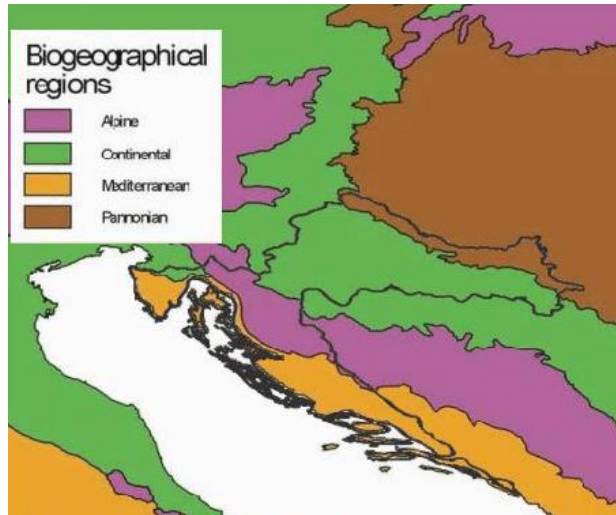 Biogeographical
regions
Alpine
Continental
Mediterranean
Pannonian